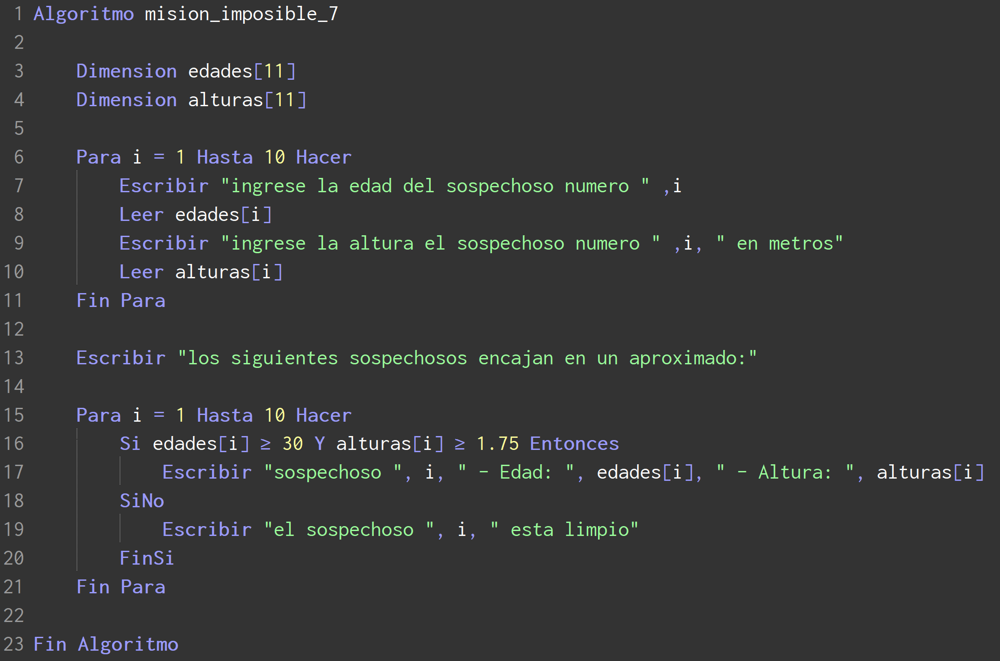 1 Algoritmo mision_imposible_7
2
3 Dimension edades[11]
4 Dimension alturas[11]
5
6 Para i = 1 Hasta 10 Hacer
7 Escribir "ingrese la edad del sospechoso numero " ,i
8 Leer edades[i]
9 Escribir "ingrese la altura el sospechoso numero " ,i, " en metros"
10 Leer alturas[i]
11 Fin Para
12
13 Escribir "los siguientes sospechosos encajan en un aproximado:"
14
15 Para i = 1 Hasta 10 Hacer
16 Si edades[i] ≥ 30 Y alturas[i] ≥ 1.75 Entonces
17 Escribir "sospechoso ", i, " - Edad: ", edades[i], " - Altura: ", alturas[i]
18 SiNo
19 Escribir "el sospechoso ", i, " esta limpio"
20 FinSi
21 Fin Para
22
23 Fin Algoritmo